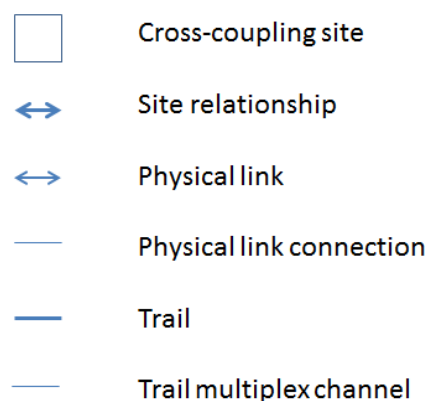 Cross-coupling site
Site relationship
Physical link
Physical link connection
Trail
Trail multiplex channel